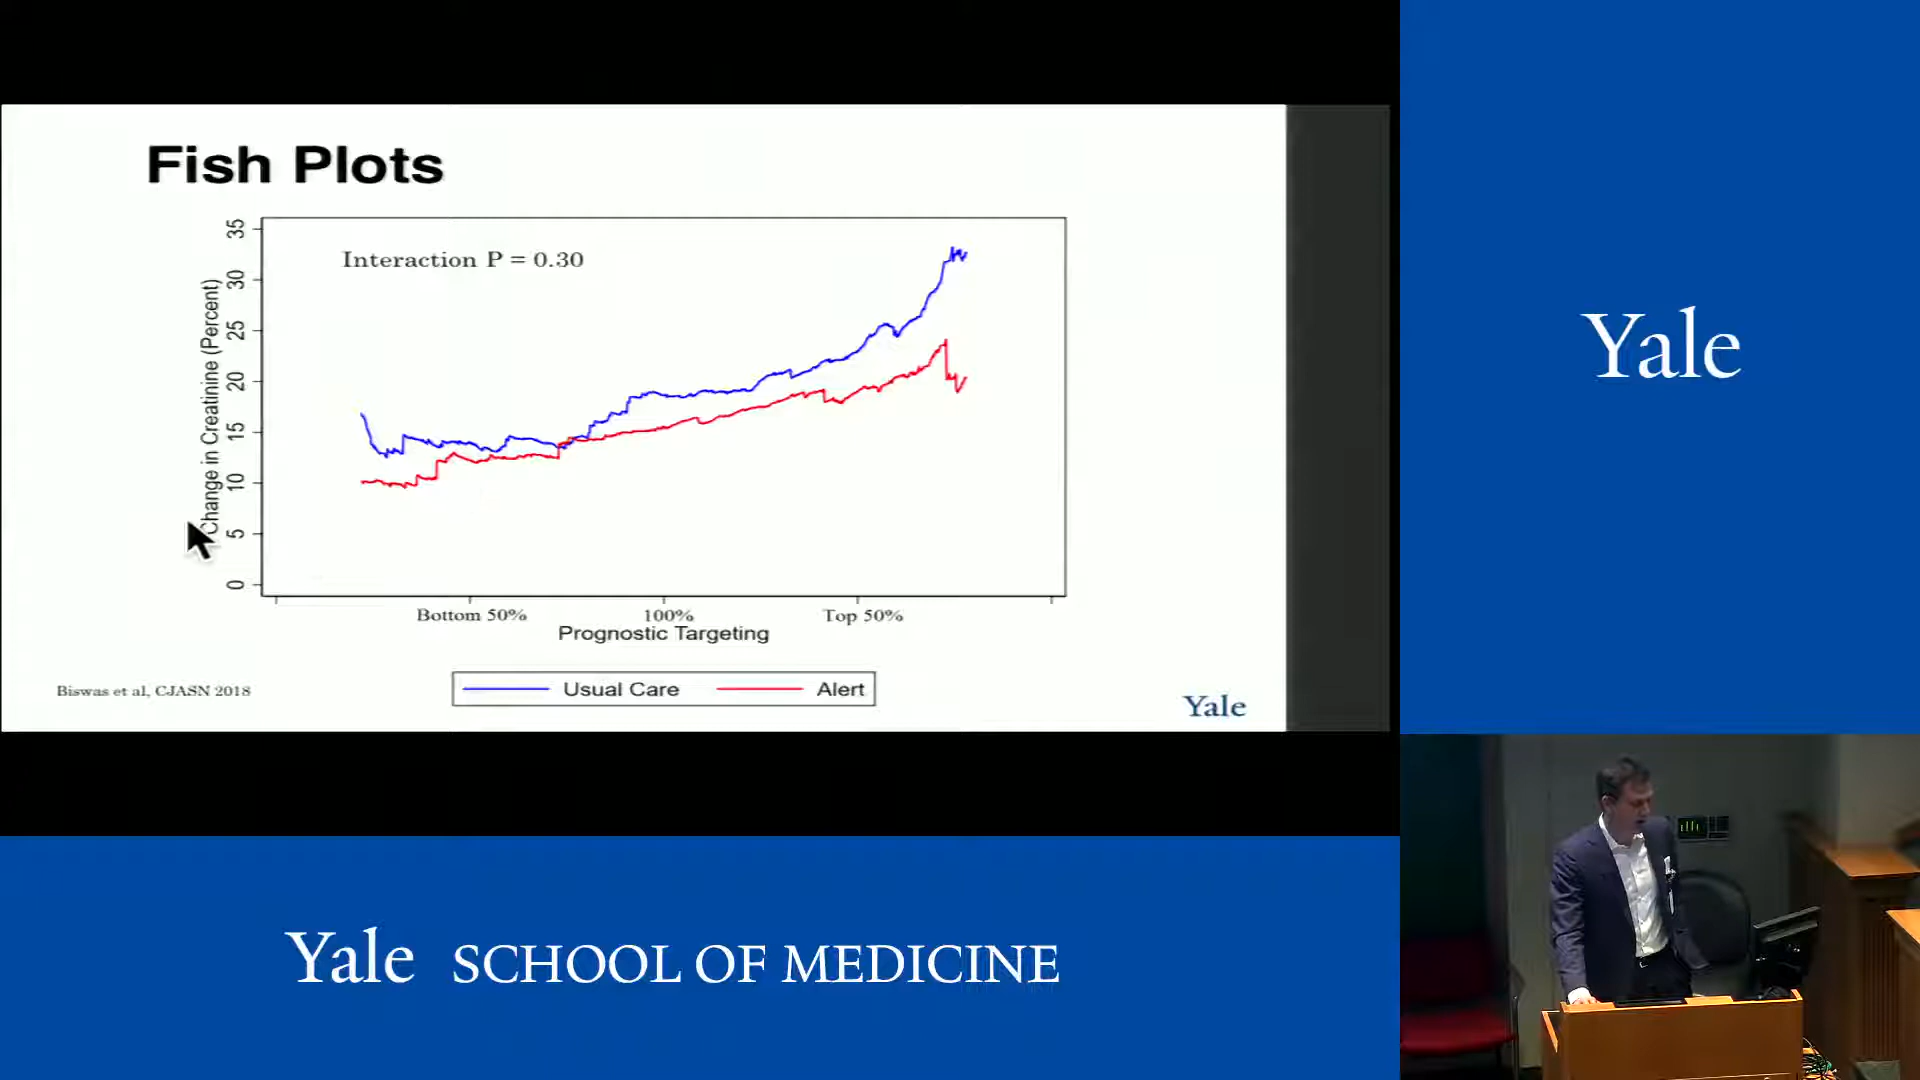 Fish Plots
Interaction P = 0.30
Change in Creatinine (Percent)
35
30
25
20
15
10
5
0
Bottom 50%
100%
Top 50%
Prognostic Targeting
Usual Care
Alert
Biswas et al, CJASN 2018
Yale
Yale
Yale SCHOOL OF MEDICINE